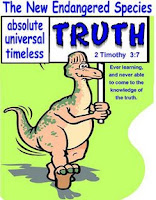 The New Endangered Species
absolute
universal
timeless
TRUTH
2 Timothy 3:7
Ever learning,
and never able
to come to the
knowledge of
the truth.